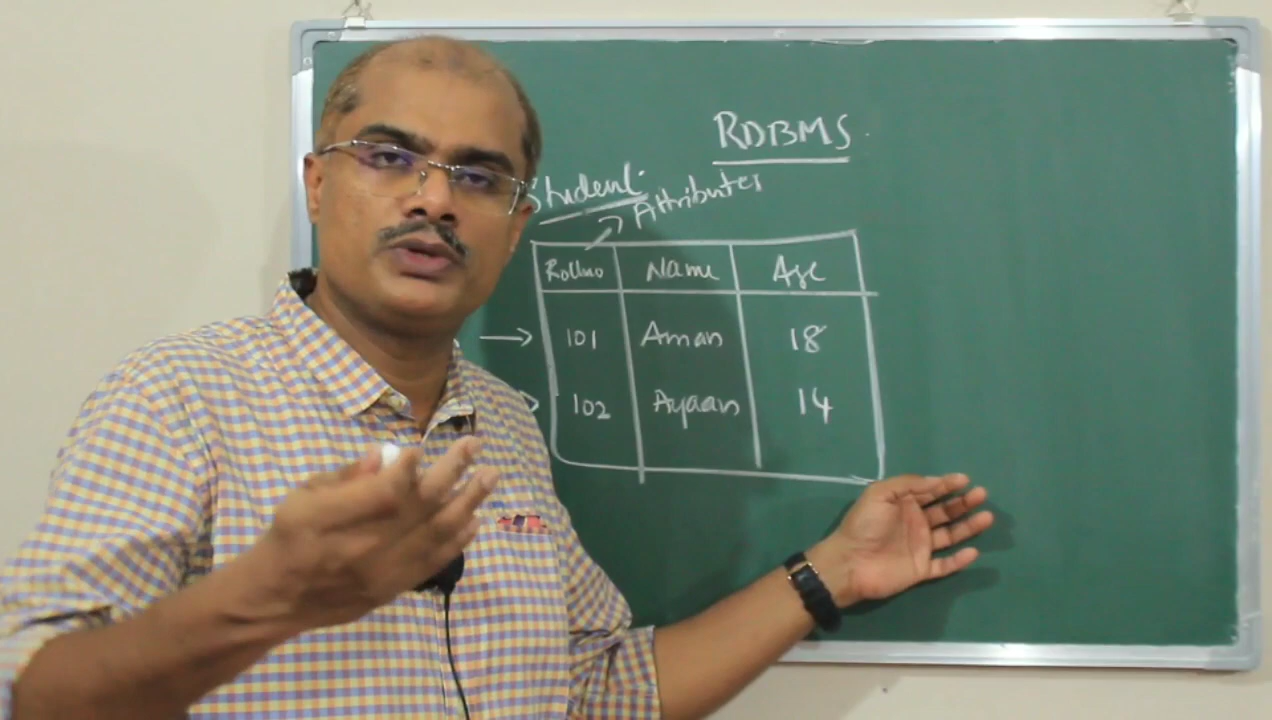 RDBMS
Student
Attributes
Rollno Name Age
101 Aman 18
102 Ayaan 14